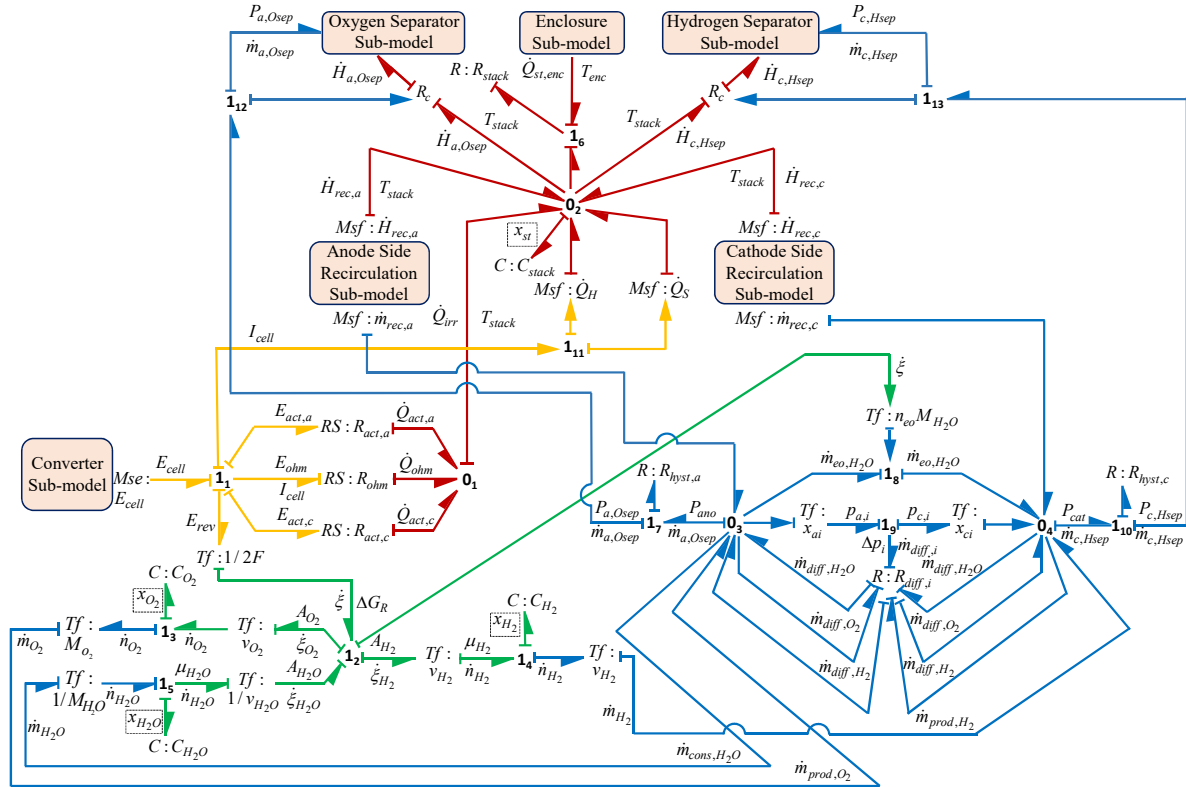 P_{a,Osep}
ṁ_{a,Osep}
Oxygen Separator
Sub-model
Enclosure
Sub-model
Hydrogen Separator
Sub-model
P_{c,Hsep}
ṁ_{c,Hsep}
Ḣ_{a,Osep}
R : R_{stack}
Q̇_{st,enc}
T_{enc}
Ḣ_{c,Hsep}
1_{12}
R_c
T_{stack}
Ḣ_{a,Osep}
1_6
T_{stack}
Ḣ_{c,Hsep}
R_c
1_{13}
Ḣ_{rec,a}
T_{stack}
0_2
T_{stack}
Ḣ_{rec,c}
Msf : Ḣ_{rec,a}
x_{st}
Msf : Ḣ_{rec,c}
Anode Side
Recirculation
Sub-model
C : C_{stack}
Msf : Q̇_H
Msf : Q̇_S
Cathode Side
Recirculation
Sub-model
Msf : ṁ_{rec,a}
Q̇_{irr}
T_{stack}
Msf : ṁ_{rec,c}
I_{cell}
1_{11}
ξ̇
Tf : n_{eo}M_{H_2O}
E_{act,a}
RS : R_{act,a}
Q̇_{act,a}
Converter
Sub-model
Mse :
E_{cell}
E_{cell}
1_1
E_{ohm}
I_{cell}
RS : R_{ohm}
Q̇_{ohm}
0_1
E_{act,c}
RS : R_{act,c}
Q̇_{act,c}
E_{rev}
Tf : 1/ 2F
R : R_{hyst,a}
ṁ_{eo,H_2O}
1_8
ṁ_{eo,H_2O}
R : R_{hyst,c}
P_{a,Osep}
ṁ_{a,Osep}
1_7
P_{ano}
ṁ_{a,Osep}
0_3
Tf :
x_{ai}
p_{a,i}
1_9
p_{c,i}
Tf :
x_{ci}
0_4
P_{cat}
ṁ_{c,Hsep}
1_{10}
P_{c,Hsep}
ṁ_{c,Hsep}
Δp_i
ṁ_{diff,i}
ṁ_{diff,H_2O}
R : R_{diff,i}
ṁ_{diff,H_2O}
ṁ_{diff,O_2}
ṁ_{diff,O_2}
ṁ_{diff,H_2}
ṁ_{diff,H_2}
ṁ_{prod,H_2}
C : C_{O_2}
x_{O_2}
ξ̇
ΔG_R
C : C_{H_2}
x_{H_2}
ṁ_{O_2}
Tf :
M_{o_2}
ṅ_{O_2}
1_3
ṅ_{O_2}
Tf :
ν_{O_2}
A_{O_2}
ξ̇_{O_2}
1_2
A_{H_2}
ξ̇_{H_2}
Tf :
ν_{H_2}
μ_{H_2}
ṅ_{H_2}
1_4
ṅ_{H_2}
Tf :
ν_{H_2}
Tf :
1/ M_{H_2O}
ṅ_{H_2O}
1_5
μ_{H_2O}
ṅ_{H_2O}
Tf :
1/ν_{H_2O}
A_{H_2O}
ξ̇_{H_2O}
ṁ_{H_2O}
x_{H_2O}
C : C_{H_2O}
ṁ_{H_2}
ṁ_{cons,H_2O}
ṁ_{prod,O_2}